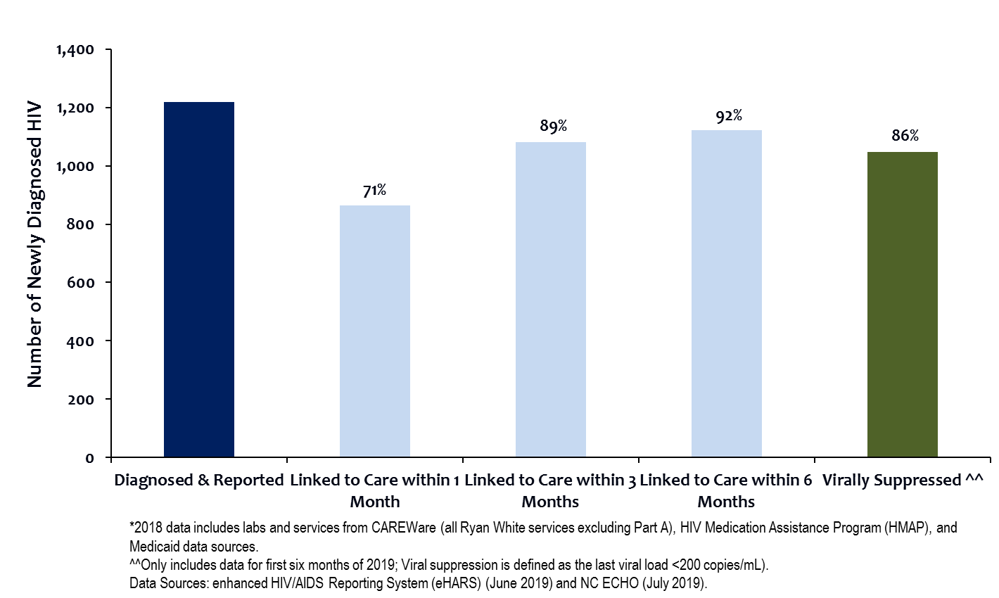 Number of Newly Diagnosed HIV
1,400
1,200
1,000
800
600
400
200
0
71%
89%
92%
86%
Diagnosed & Reported
Linked to Care within 1
Month
Linked to Care within 3
Months
Linked to Care within 6
Months
Virally Suppressed ^^
*2018 data includes labs and services from CAREWare (all Ryan White services excluding Part A), HIV Medication Assistance Program (HMAP), and
Medicaid data sources.
^^Only includes data for first six months of 2019; Viral suppression is defined as the last viral load <200 copies/mL).
Data Sources: enhanced HIV/AIDS Reporting System (eHARS) (June 2019) and NC ECHO (July 2019).